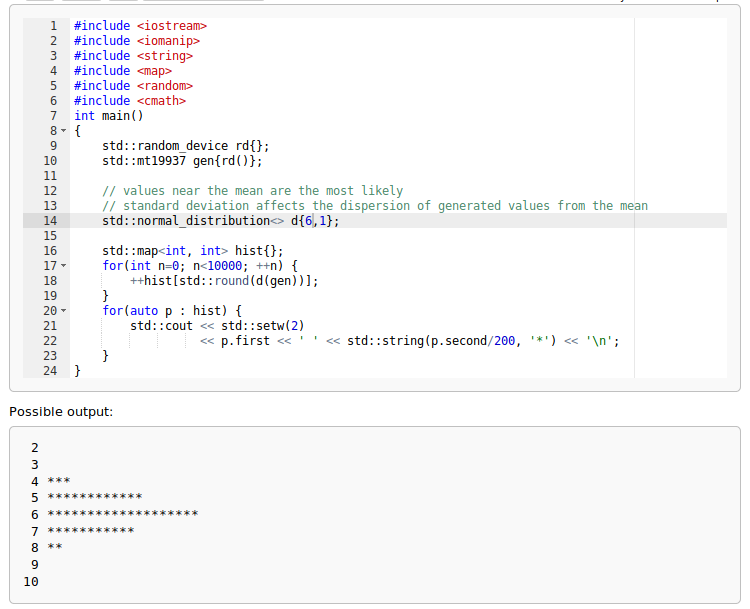 1 #include <iostream>
2 #include <iomanip>
3 #include <string>
4 #include <map>
5 #include <random>
6 #include <cmath>
7 int main()
8 {
9     std::random_device rd{};
10     std::mt19937 gen{rd()};
11
12     // values near the mean are the most likely
13     // standard deviation affects the dispersion of generated values from the mean
14     std::normal_distribution<> d{6,1};
15
16     std::map<int, int> hist{};
17     for(int n=0; n<10000; ++n) {
18         ++hist[std::round(d(gen))];
19     }
20     for(auto p : hist) {
21         std::cout << std::setw(2)
22                   << p.first << ' ' << std::string(p.second/200, '*') << '\n';
23     }
24 }
Possible output:
2
3
4 ***
5 ************
6 *******************
7 ***********
8 **
9
10